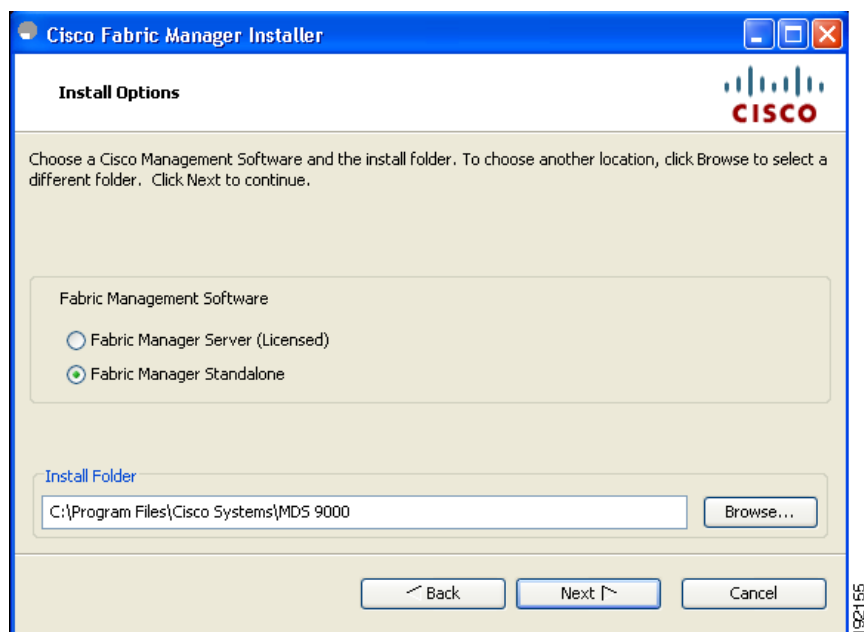 Cisco Fabric Manager Installer
Install Options
CISCO
Choose a Cisco Management Software and the install folder. To choose another location, click Browse to select a
different folder. Click Next to continue.
Fabric Management Software
Fabric Manager Server (Licensed)
Fabric Manager Standalone
Install Folder
C:\Program Files\Cisco Systems\MDS 9000
Browse...
Back
Next
Cancel